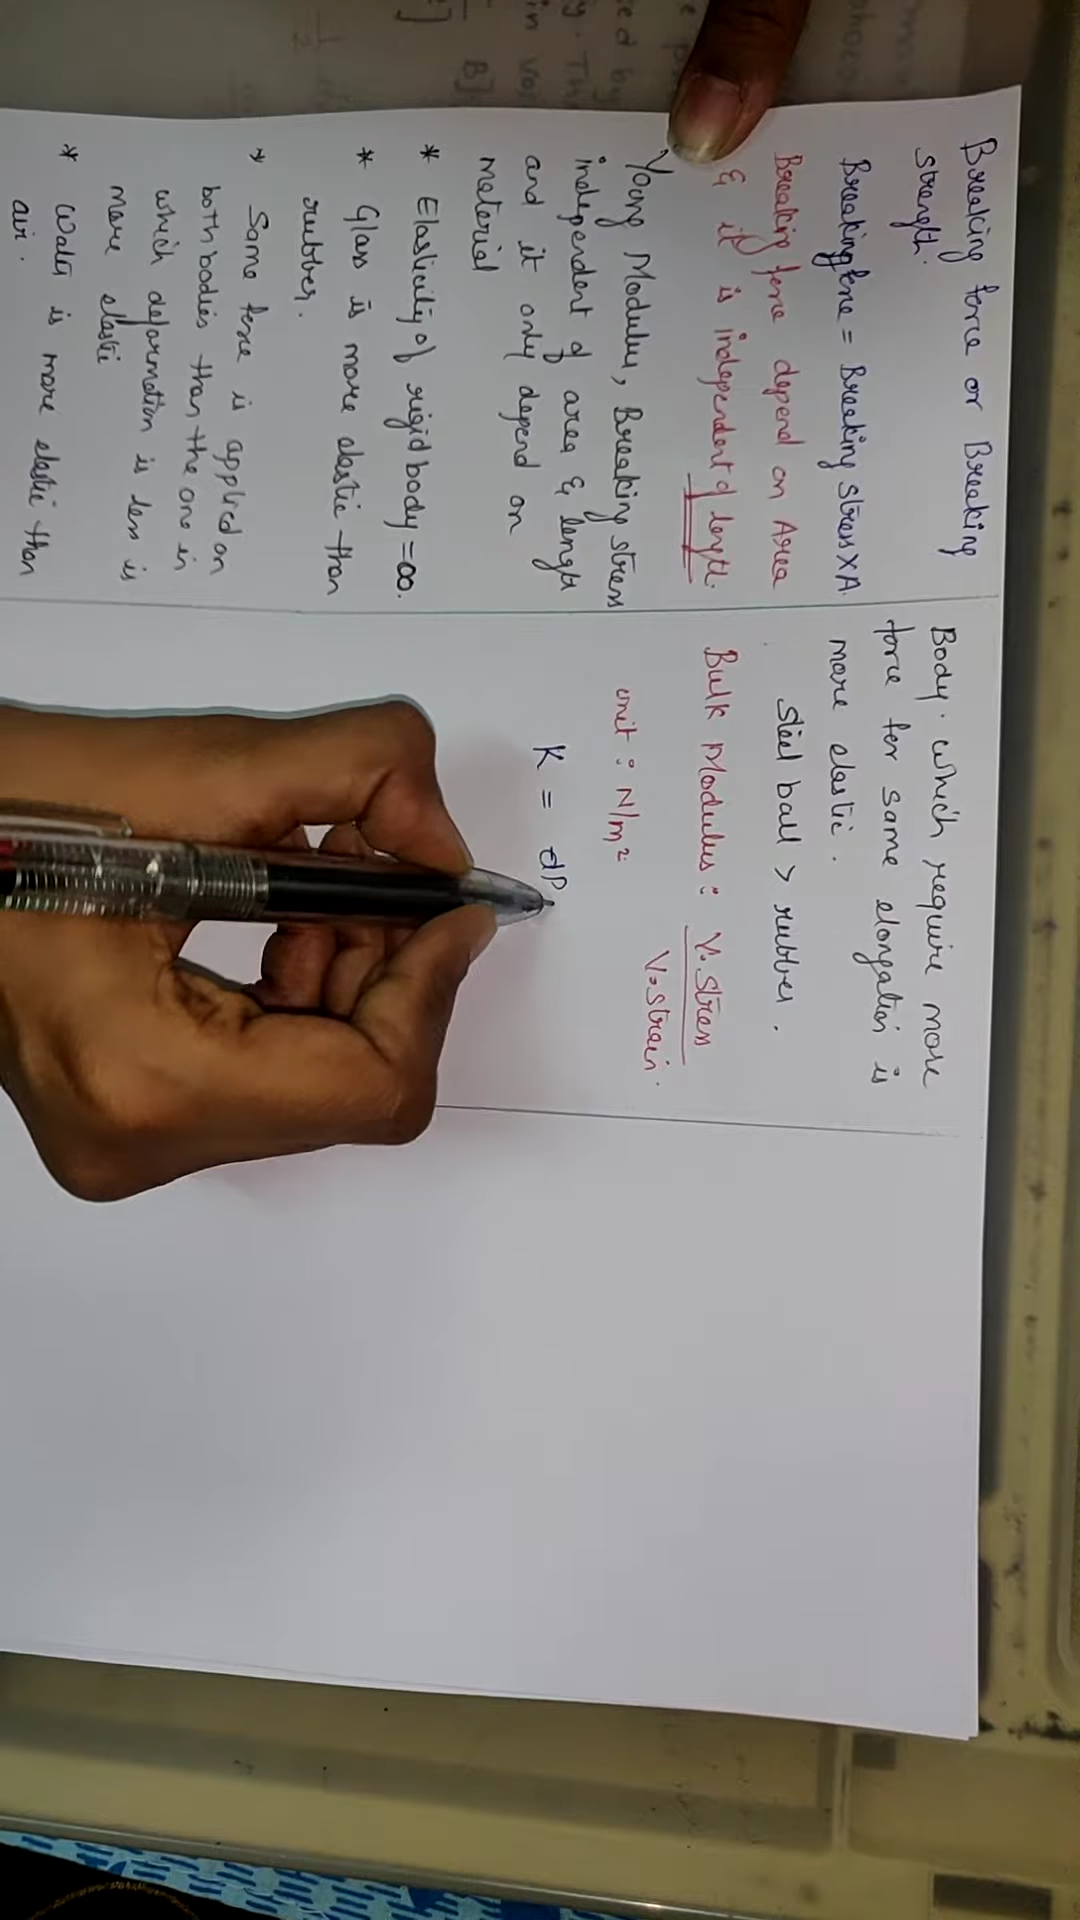 Breaking force or Breaking
strength.
Breaking force = Breaking stress X A.
Breaking force depend on Area
& it is independent of length.
Young Modulus, Breaking stress
independent of area & length
and it only depend on
material
* Elasticity of rigid body = ∞.
* Glass is more elastic than
rubber.
* Same force is applied on
both bodies than the one in
which deformation is less is
more elastic
* Water is more elastic than
air.
Body which require more
force for same elongation is
more elastic.
Steel ball > rubber.
Bulk Modulus : V. Stress
V. Strain.
unit : N/m²
K = dP